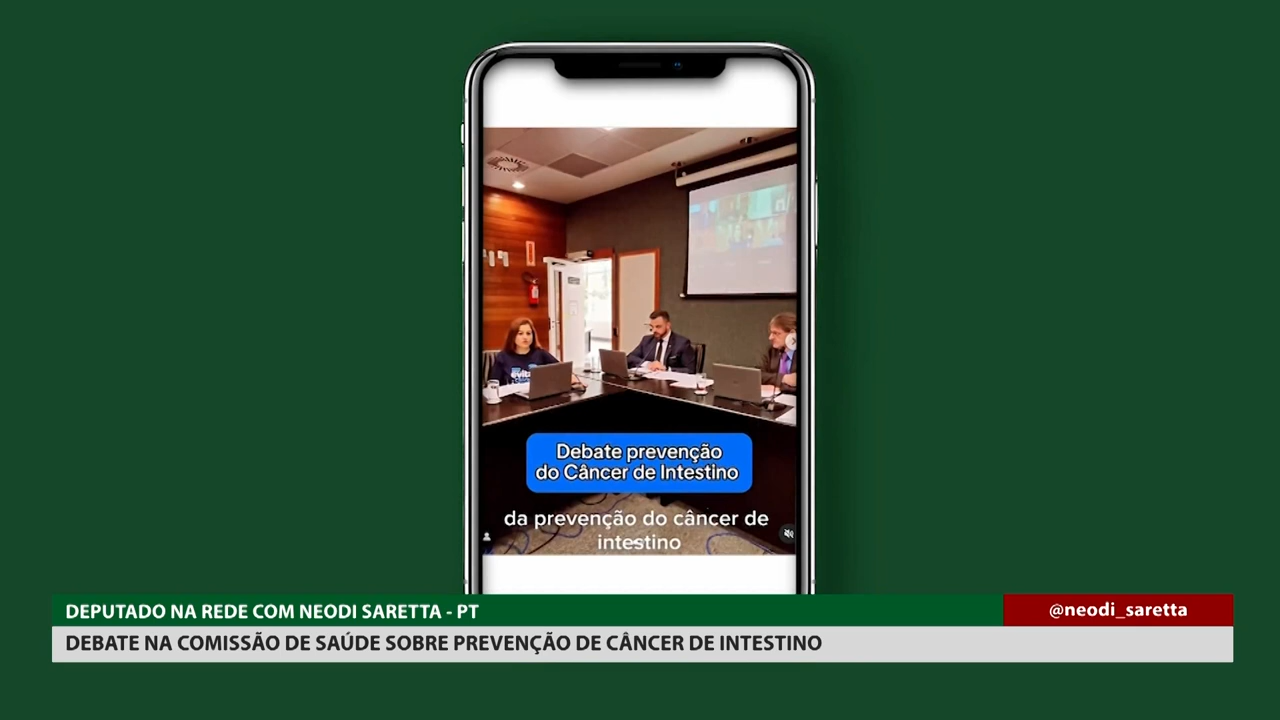 Debate prevenção
do Câncer de Intestino
da prevenção do câncer de
intestino
DEPUTADO NA REDE COM NEODI SARETTA - PT
@neodi_saretta
DEBATE NA COMISSÃO DE SAÚDE SOBRE PREVENÇÃO DE CÂNCER DE INTESTINO